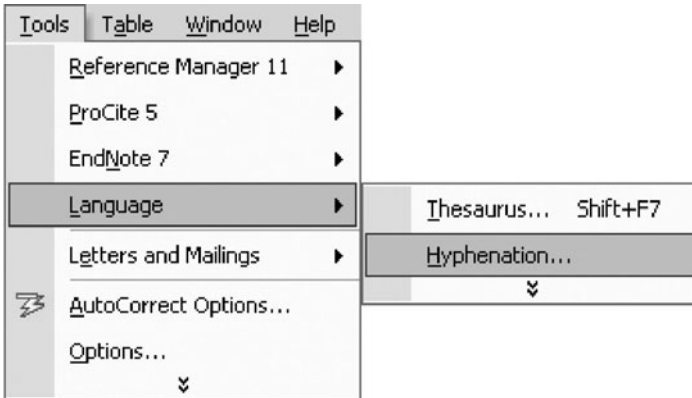 Tools Table Window Help
Reference Manager 11
ProCite 5
EndNote 7
Language
Thesaurus... Shift+F7
Letters and Mailings
Hyphenation...
AutoCorrect Options...
Options...